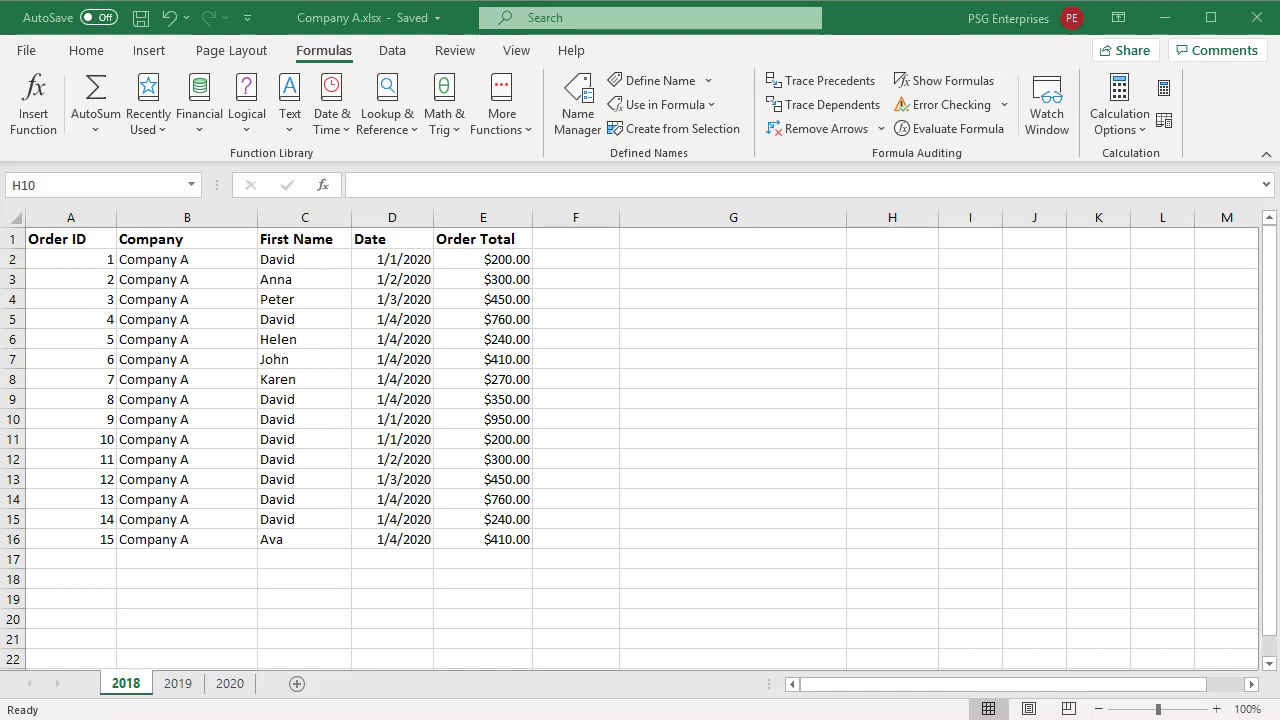 AutoSave Off Company A.xlsx - Saved Search PSG Enterprises PE
File Home Insert Page Layout Formulas Data Review View Help Share Comments
fx Insert Function
AutoSum
Recently Used
Financial
Logical
Text
Date & Time
Lookup & Reference
Math & Trig
More Functions
Function Library
Name Manager
Define Name
Use in Formula
Create from Selection
Defined Names
Trace Precedents
Trace Dependents
Remove Arrows
Show Formulas
Error Checking
Evaluate Formula
Formula Auditing
Watch Window
Calculation Options
Calculation
H10 fx
A B C D E F G H I J K L M
1 Order ID Company First Name Date Order Total
2 1 Company A David 1/1/2020 $200.00
3 2 Company A Anna 1/2/2020 $300.00
4 3 Company A Peter 1/3/2020 $450.00
5 4 Company A David 1/4/2020 $760.00
6 5 Company A Helen 1/4/2020 $240.00
7 6 Company A John 1/4/2020 $410.00
8 7 Company A Karen 1/4/2020 $270.00
9 8 Company A David 1/4/2020 $350.00
10 9 Company A David 1/1/2020 $950.00
11 10 Company A David 1/1/2020 $200.00
12 11 Company A David 1/2/2020 $300.00
13 12 Company A David 1/3/2020 $450.00
14 13 Company A David 1/4/2020 $760.00
15 14 Company A David 1/4/2020 $240.00
16 15 Company A Ava 1/4/2020 $410.00
17
18
19
20
21
22
2018 2019 2020
Ready 100%